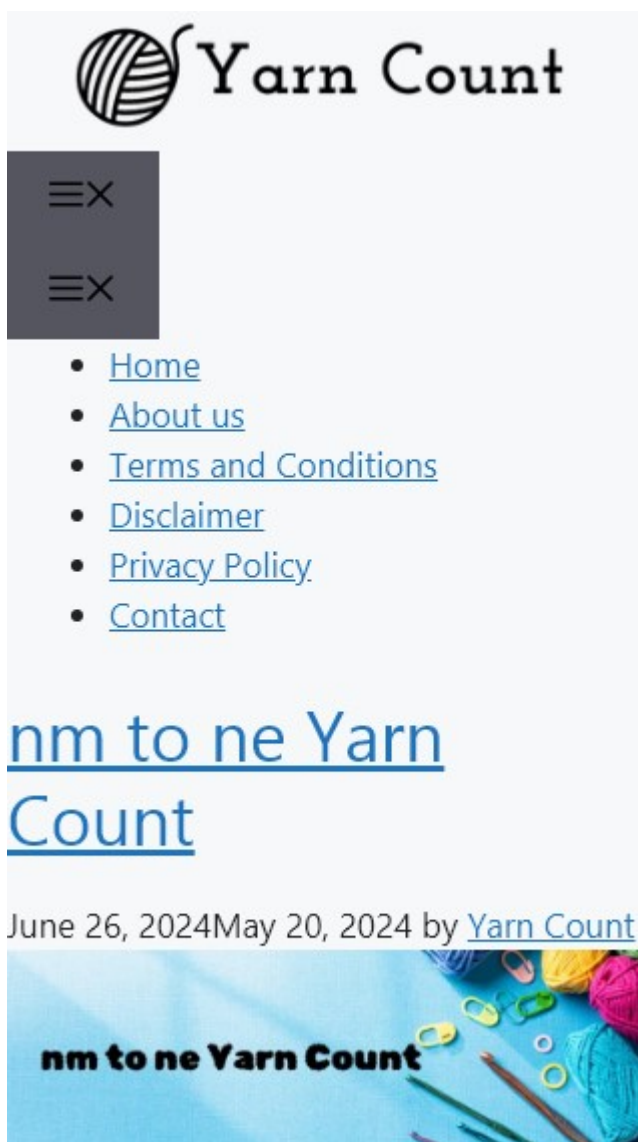 Yarn Count
Home
About us
Terms and Conditions
Disclaimer
Privacy Policy
Contact
nm to ne Yarn
Count
June 26, 2024May 20, 2024 by Yarn Count
nm to ne Yarn Count